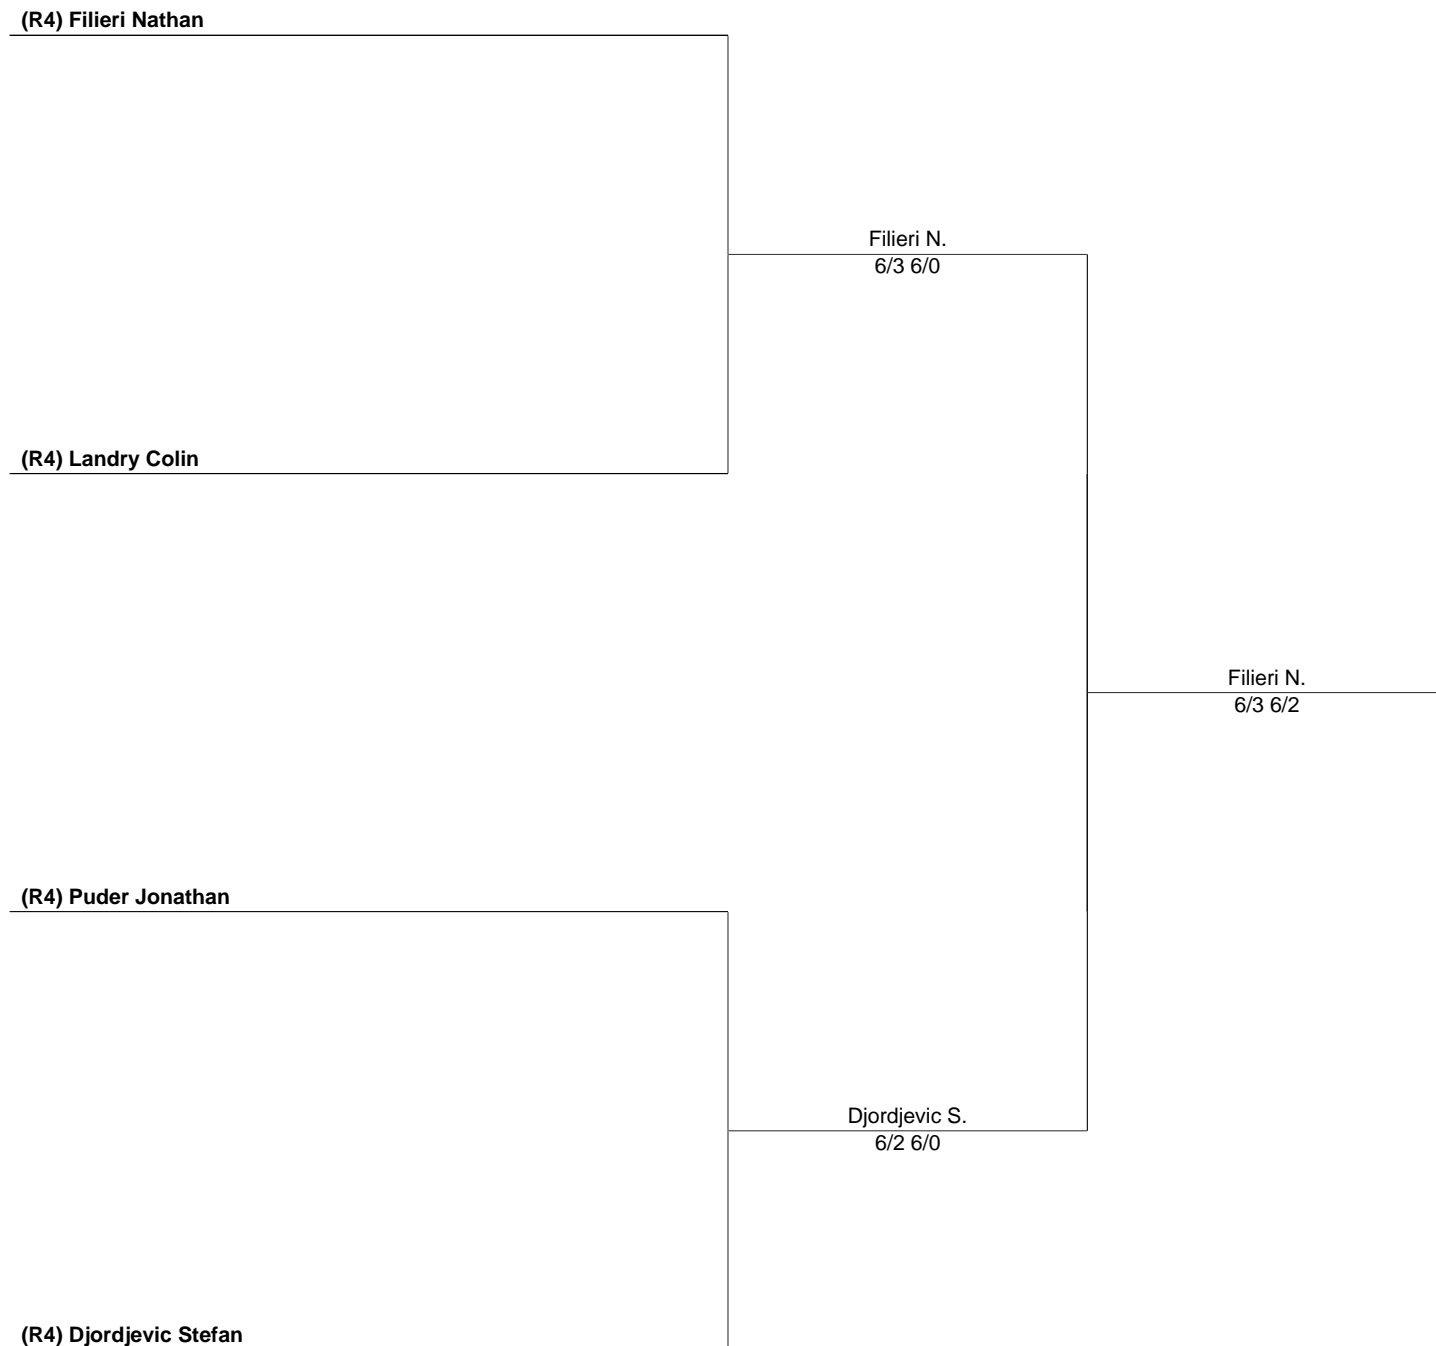 (R4) Filieri Nathan
Filieri N.
6/3 6/0
(R4) Landry Colin
Filieri N.
6/3 6/2
(R4) Puder Jonathan
Djordjevic S.
6/2 6/0
(R4) Djordjevic Stefan